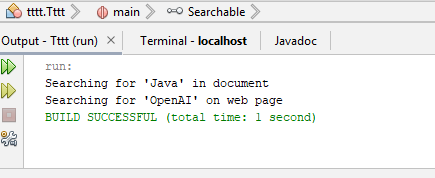 tttt.Tttt main Searchable
Output - Tttt (run) Terminal - localhost Javadoc
run:
Searching for 'Java' in document
Searching for 'OpenAI' on web page
BUILD SUCCESSFUL (total time: 1 second)